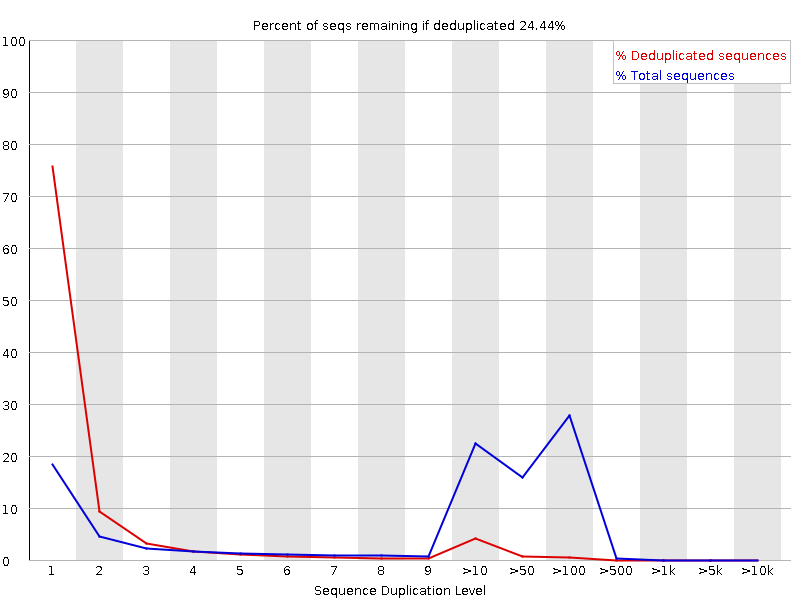 Percent of seqs remaining if deduplicated 24.44%
% Deduplicated sequences
% Total sequences
100
90
80
70
60
50
40
30
20
10
0
1 2 3 4 5 6 7 8 9 >10 >50 >100 >500 >1k >5k >10k
Sequence Duplication Level